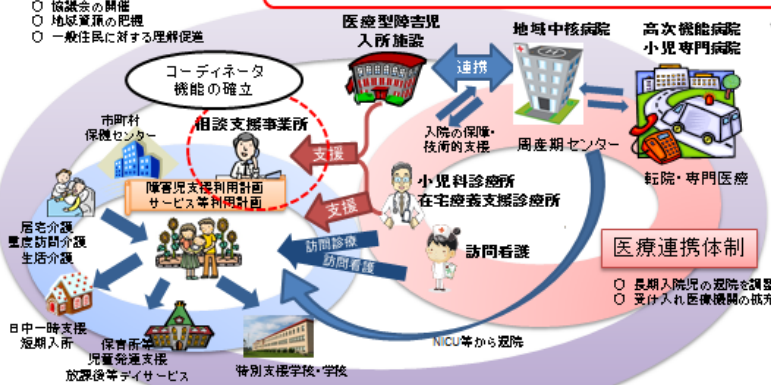 ○ 協議会の開催
○ 地域資源の把握
○ 一般住民に対する理解促進
コーディネータ
機能の確立
医療型障害児
入所施設
連携
地域中核病院
高次機能病院
小児専門病院
市町村
保健センター
相談支援事業所
支援
入院の保障・
技術的支援
周産期センター
転院・専門医療
障害児支援利用計画
サービス等利用計画
支援
小児科診療所
在宅療養支援診療所
居宅介護
重度訪問介護
生活介護
訪問診療
訪問看護
訪問看護
医療連携体制
○ 長期入院児の退院を調整
○ 受け入れ医療機関の拡充
日中一時支援
短期入所
保育所等
児童発達支援
放課後等デイサービス
特別支援学校・学校
NICU等から退院